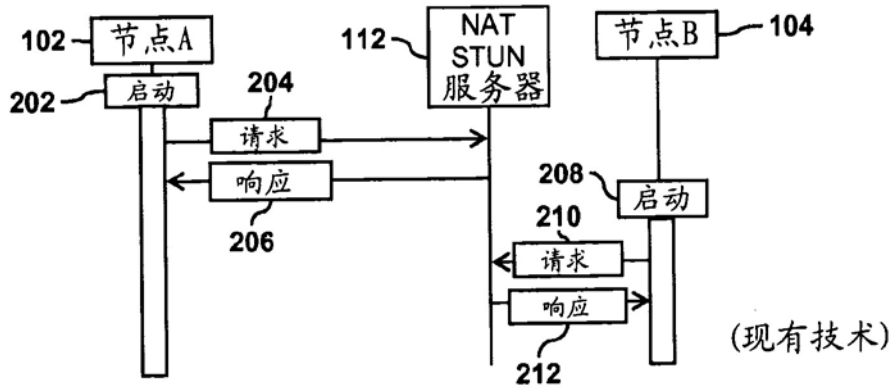 102
节点A
112
NAT
STUN
服务器
节点B
104
202
启动
204
请求
响应
206
208
启动
210
请求
响应
212
(现有技术)